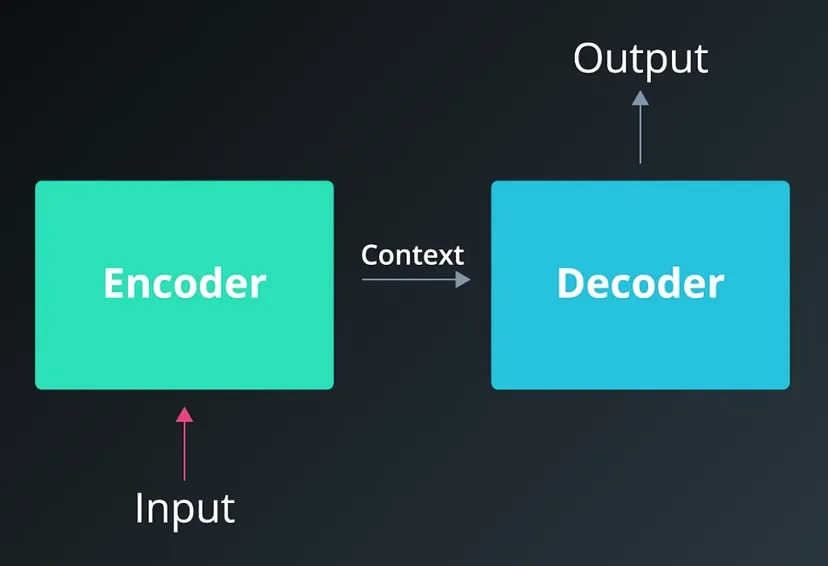 Output
Encoder
Context
Decoder
Input